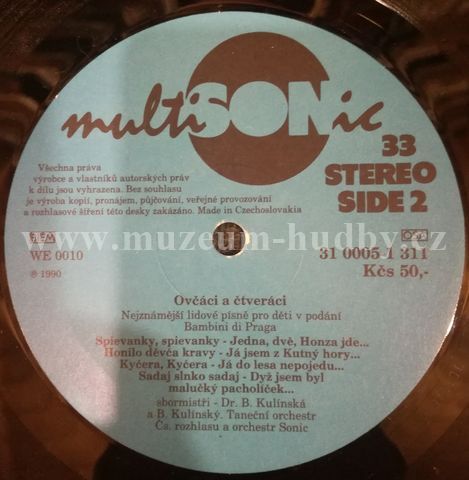 multiSONic
33
STEREO
SIDE 2
Všechna práva
výrobce a vlastníků autorských práv
k dílu jsou vyhrazena. Bez souhlasu
je výroba kopií, pronájem, půjčování, veřejné provozování
a rozhlasové šíření této desky zakázáno. Made in Czechoslovakia
www.muzeum-hudby.cz
BIEM
WE 0010
℗ 1990
31 0005-1 311
Kčs 50,-
Ovčáci a čtveráci
Nejznámější lidové písně pro děti v podání
Bambini di Praga
Spievanky, spievanky - Jedna, dvě, Honza jde...
Honilo děvča kravy - Já jsem z Kutný hory...
Kyčera, Kyčera - Já do lesa nepojedu...
Sadaj slnko sadaj - Dyž jsem byl
malučký pacholíček...
sbormistři - Dr. B. Kulínská
a B. Kulínský. Taneční orchestr
Čs. rozhlasu a orchestr Sonic